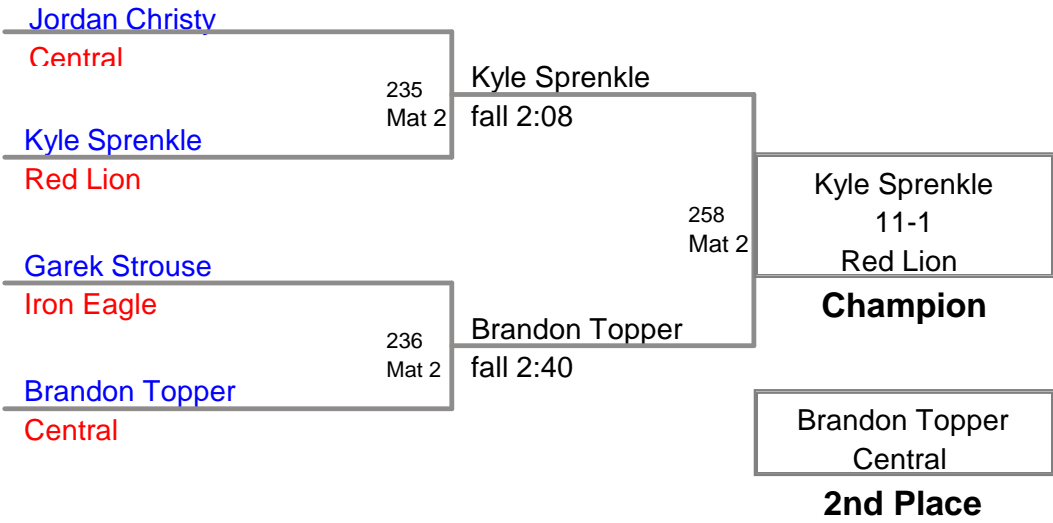 Jordan Christy
Central
235
Mat 2
Kyle Sprenkle
fall 2:08
Kyle Sprenkle
Red Lion
258
Mat 2
Kyle Sprenkle
11-1
Red Lion
Champion
Garek Strouse
Iron Eagle
236
Mat 2
Brandon Topper
fall 2:40
Brandon Topper
Central
Brandon Topper
Central
2nd Place